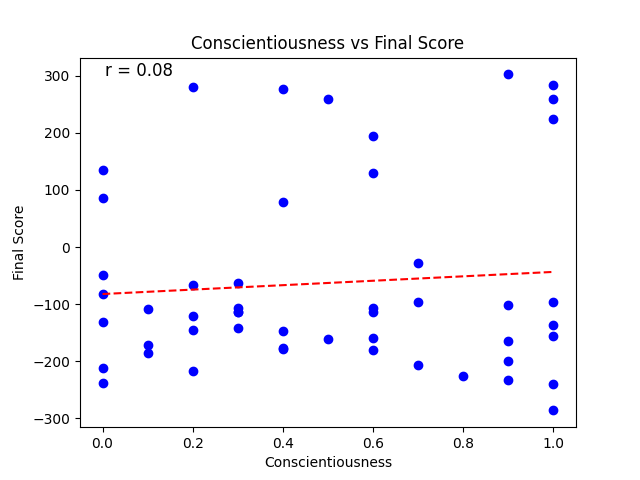 Conscientiousness vs Final Score
r = 0.08
Final Score
300
200
100
0
−100
−200
−300
0.0 0.2 0.4 0.6 0.8 1.0
Conscientiousness